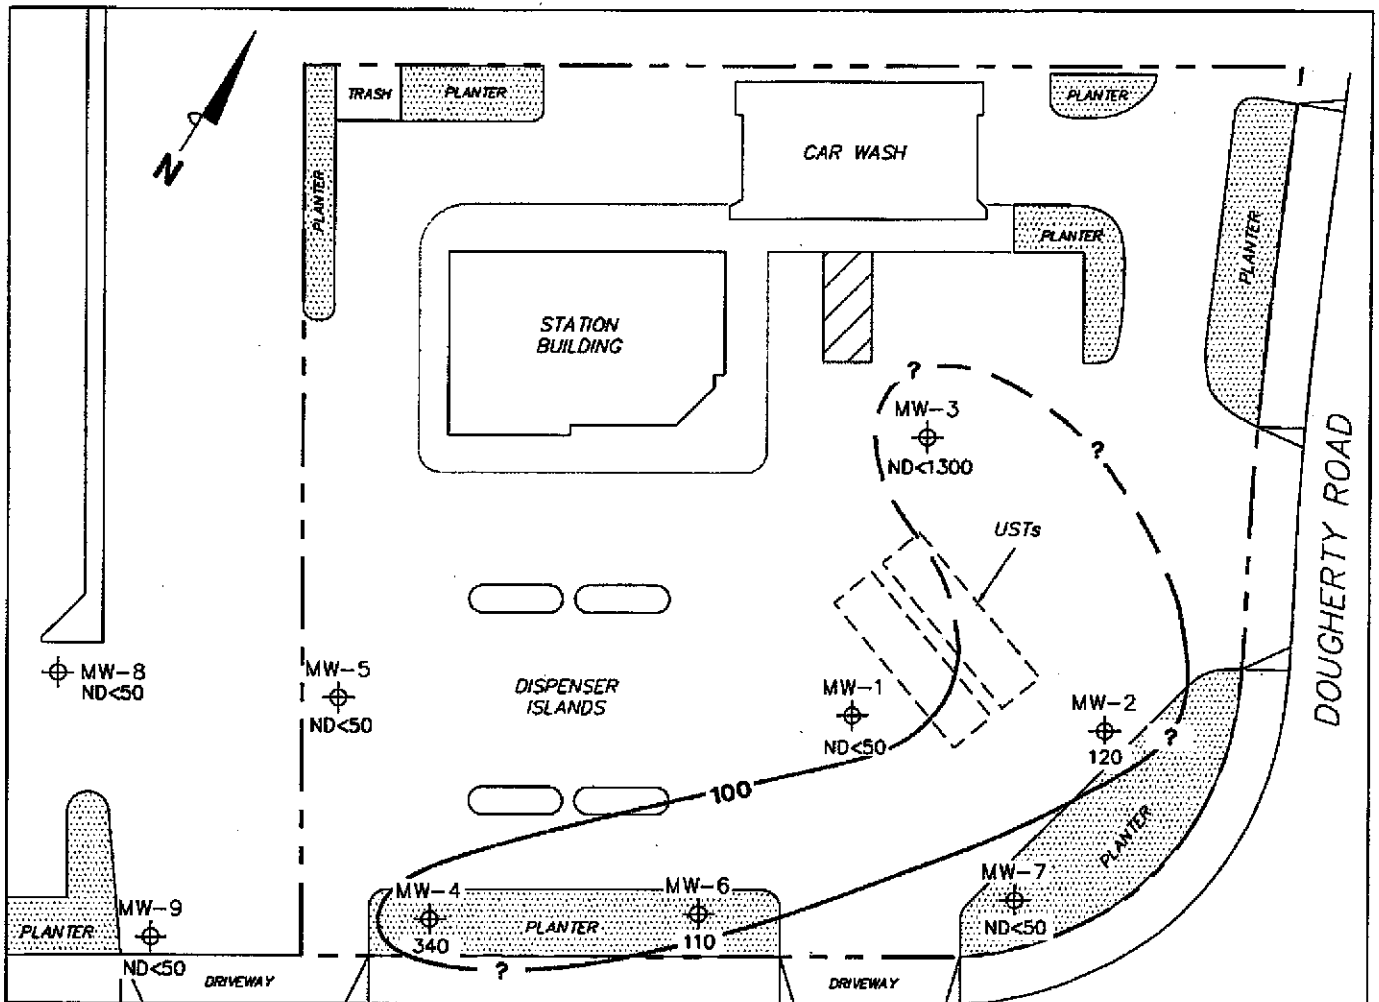 TRASH
PLANTER
PLANTER
CAR WASH
N
PLANTER
PLANTER
PLANTER
PLANTER
STATION
BUILDING
?
MW-3
ND<1300
?
USTs
DOUGHERTY ROAD
MW-8
ND<50
MW-5
ND<50
DISPENSER
ISLANDS
MW-1
ND<50
MW-2
120
?
100
PLANTER
MW-4
340
MW-6
110
PLANTER
MW-7
ND<50
MW-9
ND<50
PLANTER
?
DRIVEWAY
DRIVEWAY